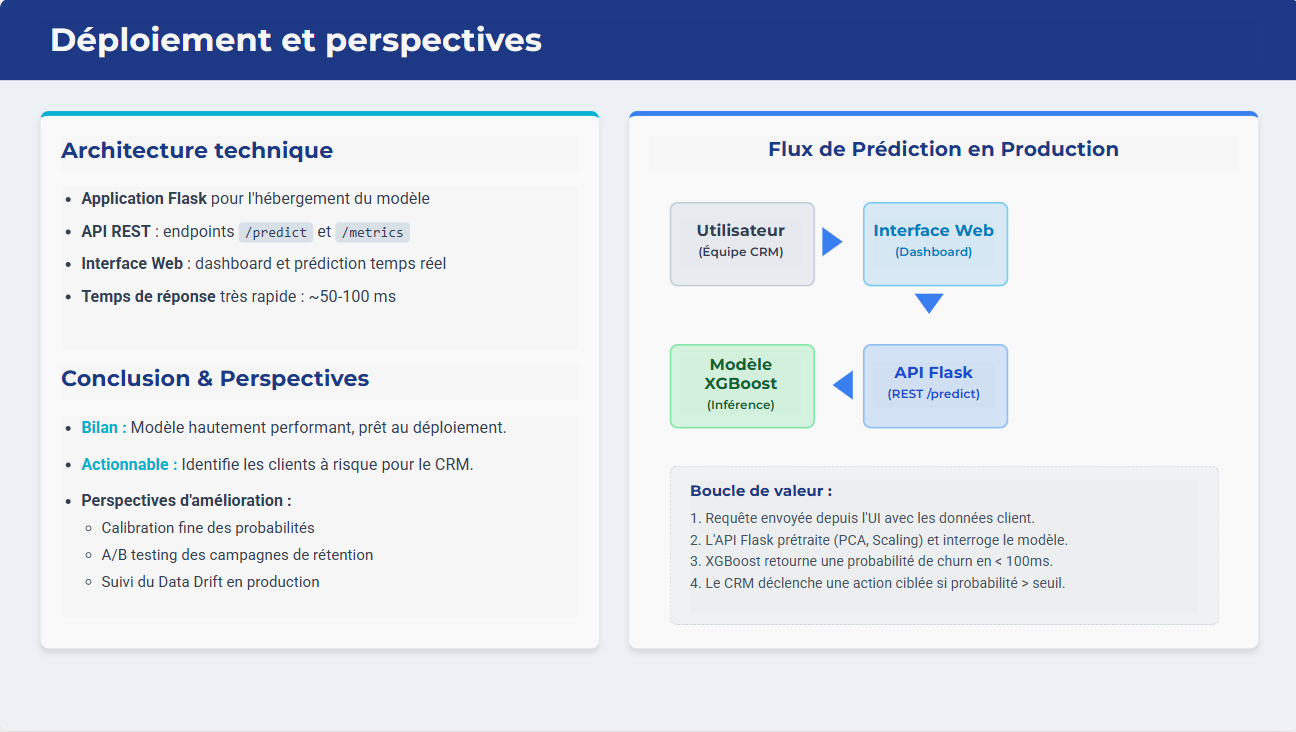 Déploiement et perspectives
Architecture technique
• Application Flask pour l'hébergement du modèle
• API REST : endpoints /predict et /metrics
• Interface Web : dashboard et prédiction temps réel
• Temps de réponse très rapide : ~50-100 ms
Conclusion & Perspectives
• Bilan : Modèle hautement performant, prêt au déploiement.
• Actionnable : Identifie les clients à risque pour le CRM.
• Perspectives d'amélioration :
◦ Calibration fine des probabilités
◦ A/B testing des campagnes de rétention
◦ Suivi du Data Drift en production
Flux de Prédiction en Production
Utilisateur
(Équipe CRM)
Interface Web
(Dashboard)
Modèle
XGBoost
(Inférence)
API Flask
(REST /predict)
Boucle de valeur :
1. Requête envoyée depuis l'UI avec les données client.
2. L'API Flask prétraite (PCA, Scaling) et interroge le modèle.
3. XGBoost retourne une probabilité de churn en < 100ms.
4. Le CRM déclenche une action ciblée si probabilité > seuil.